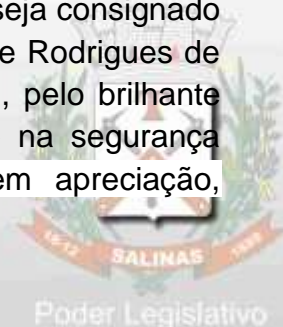 seja consignado
e Rodrigues de
, pelo brilhante
na segurança
em apreciação,
SALINAS
Poder Legislativo